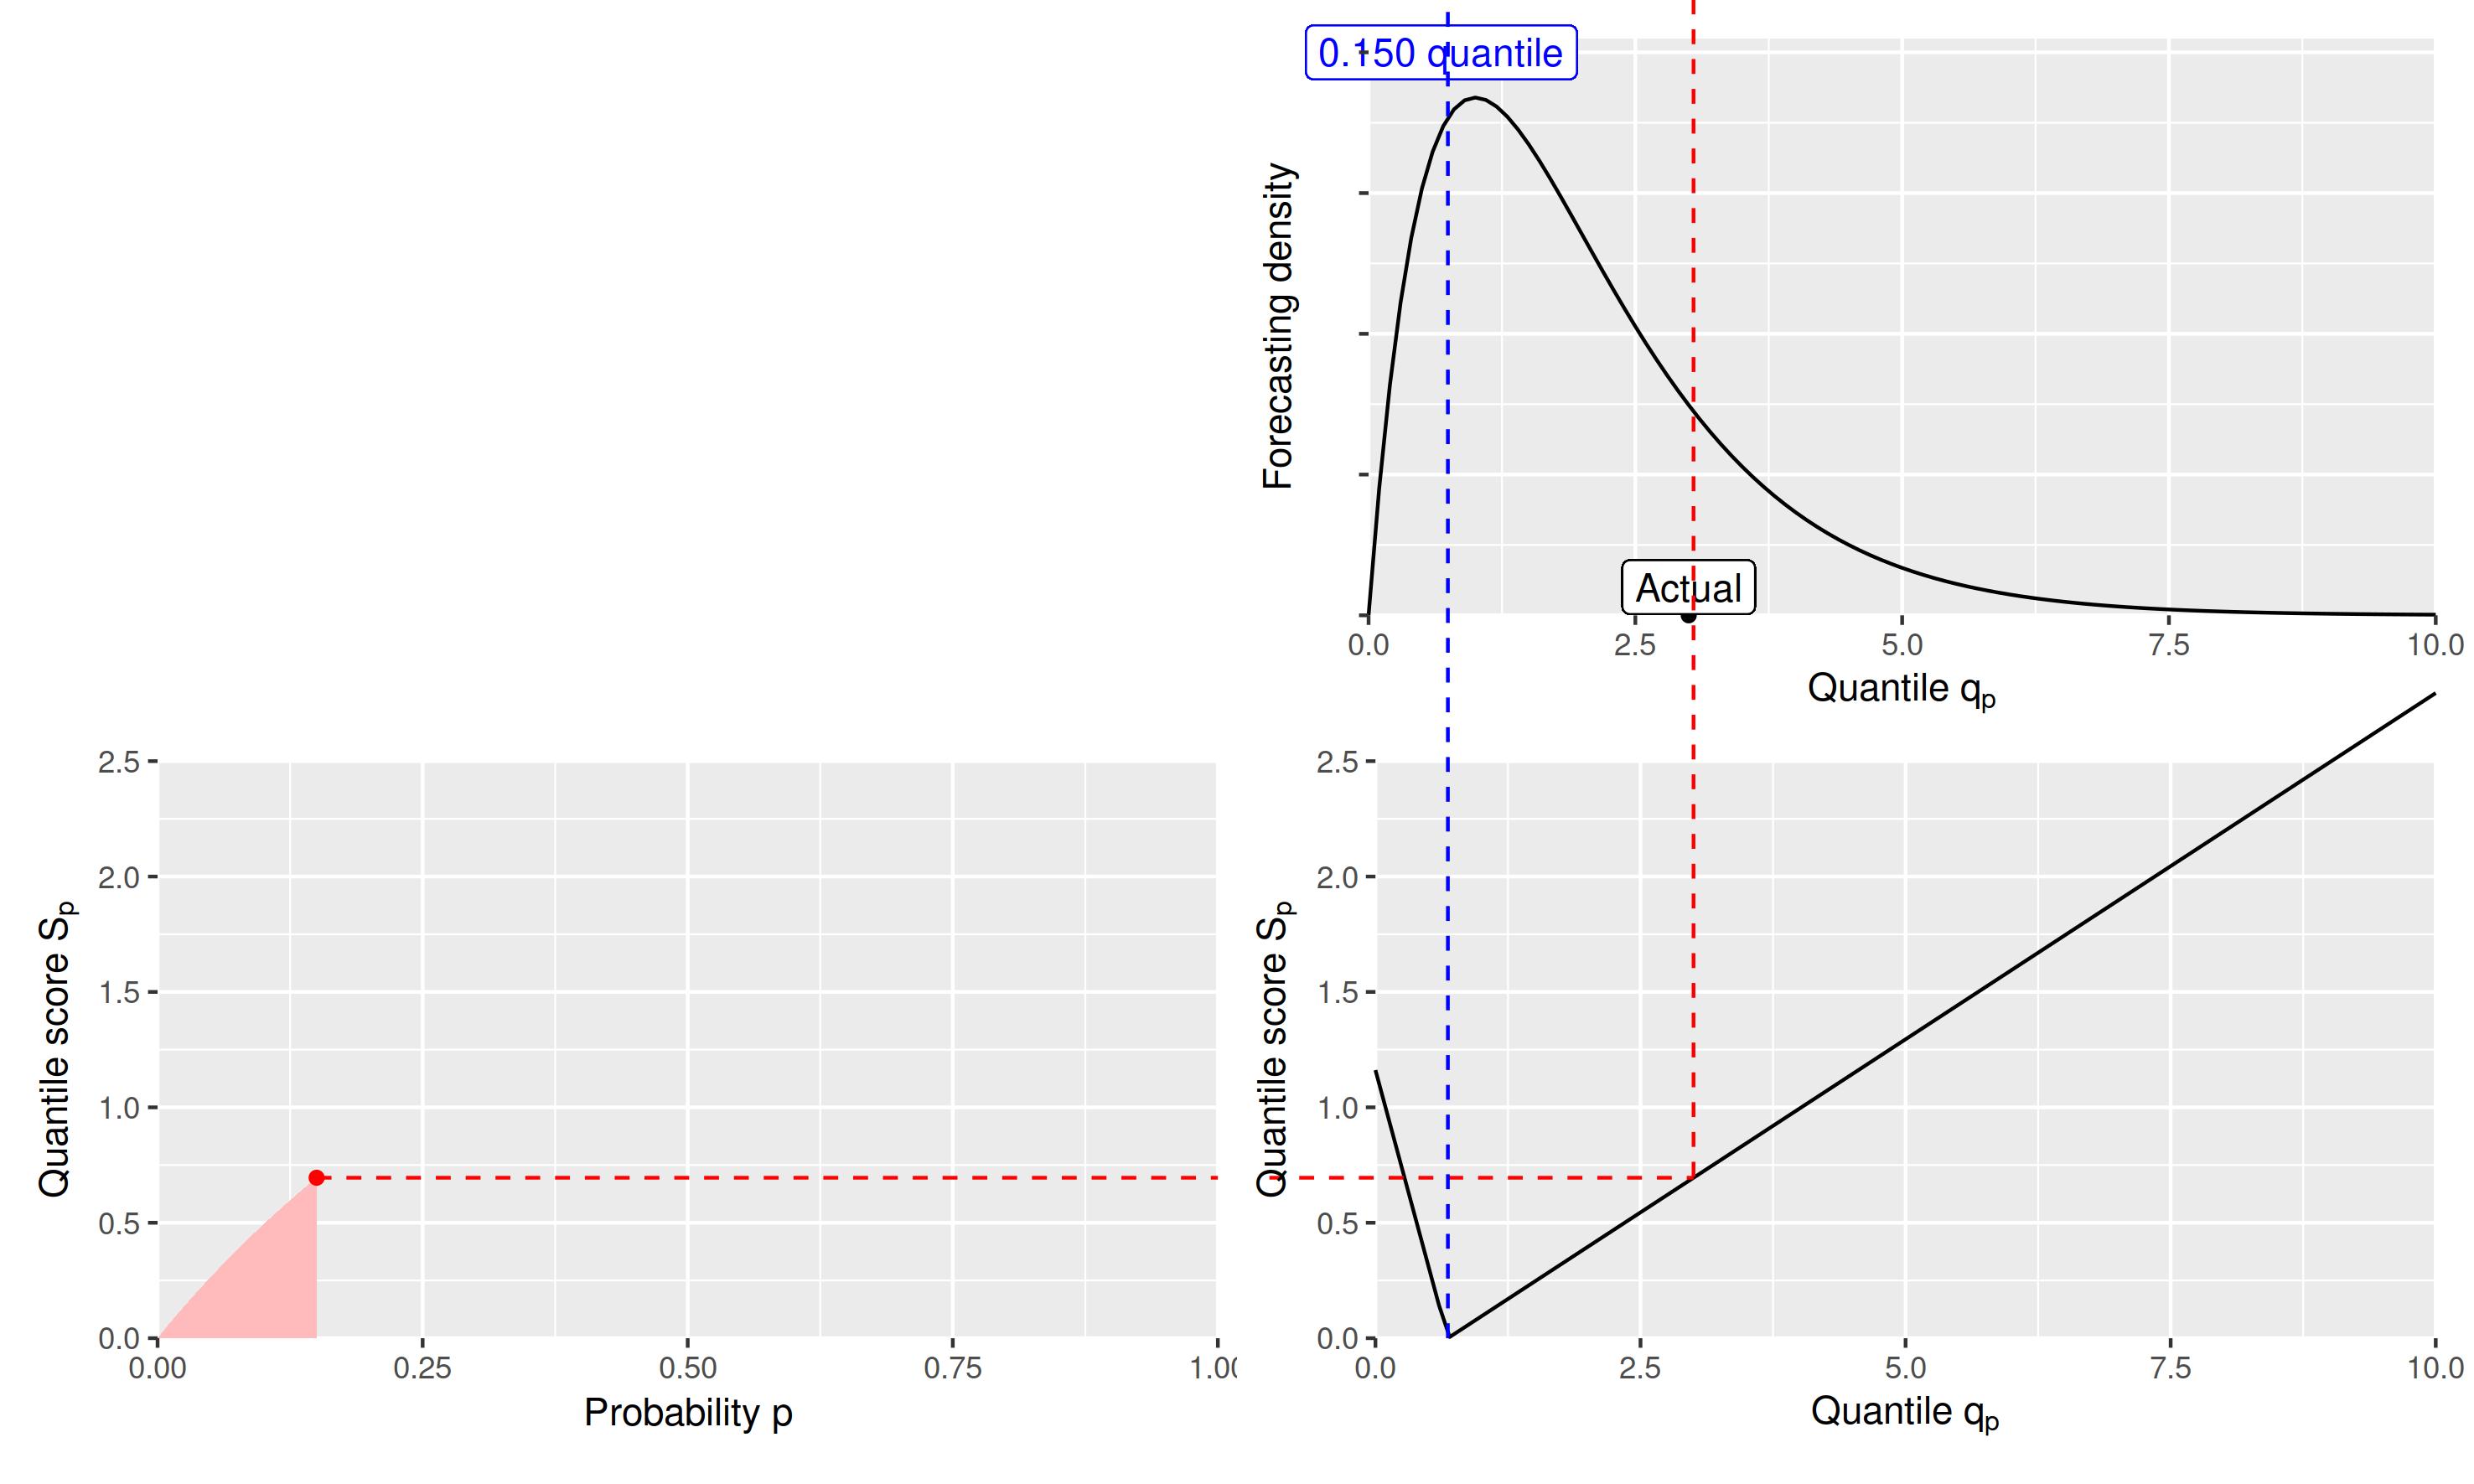 0.150 quantile
Forecasting density
Actual
0.0 2.5 5.0 7.5 10.0
Quantile qp
Quantile score Sp
2.5
2.0
1.5
1.0
0.5
0.0
0.00 0.25 0.50 0.75 1.00
Probability p
Quantile score Sp
2.5
2.0
1.5
1.0
0.5
0.0
0.0 2.5 5.0 7.5 10.0
Quantile qp